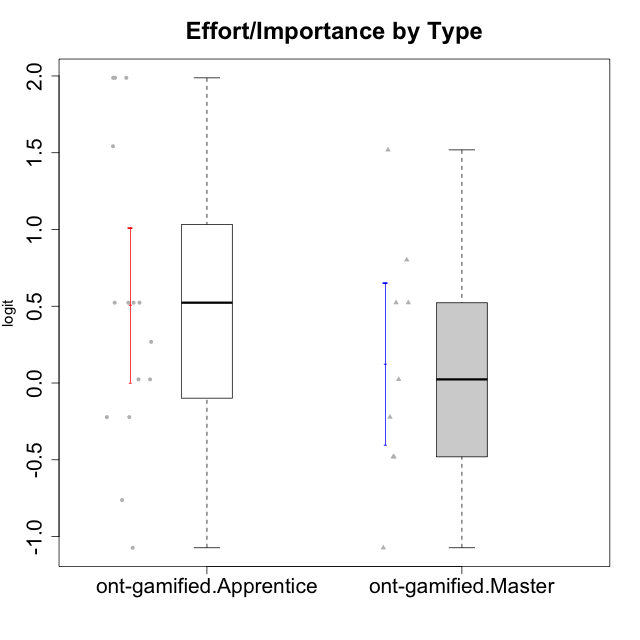 Effort/Importance by Type
2.0
1.5
1.0
0.5
0.0
-0.5
-1.0
logit
ont-gamified.Apprentice
ont-gamified.Master